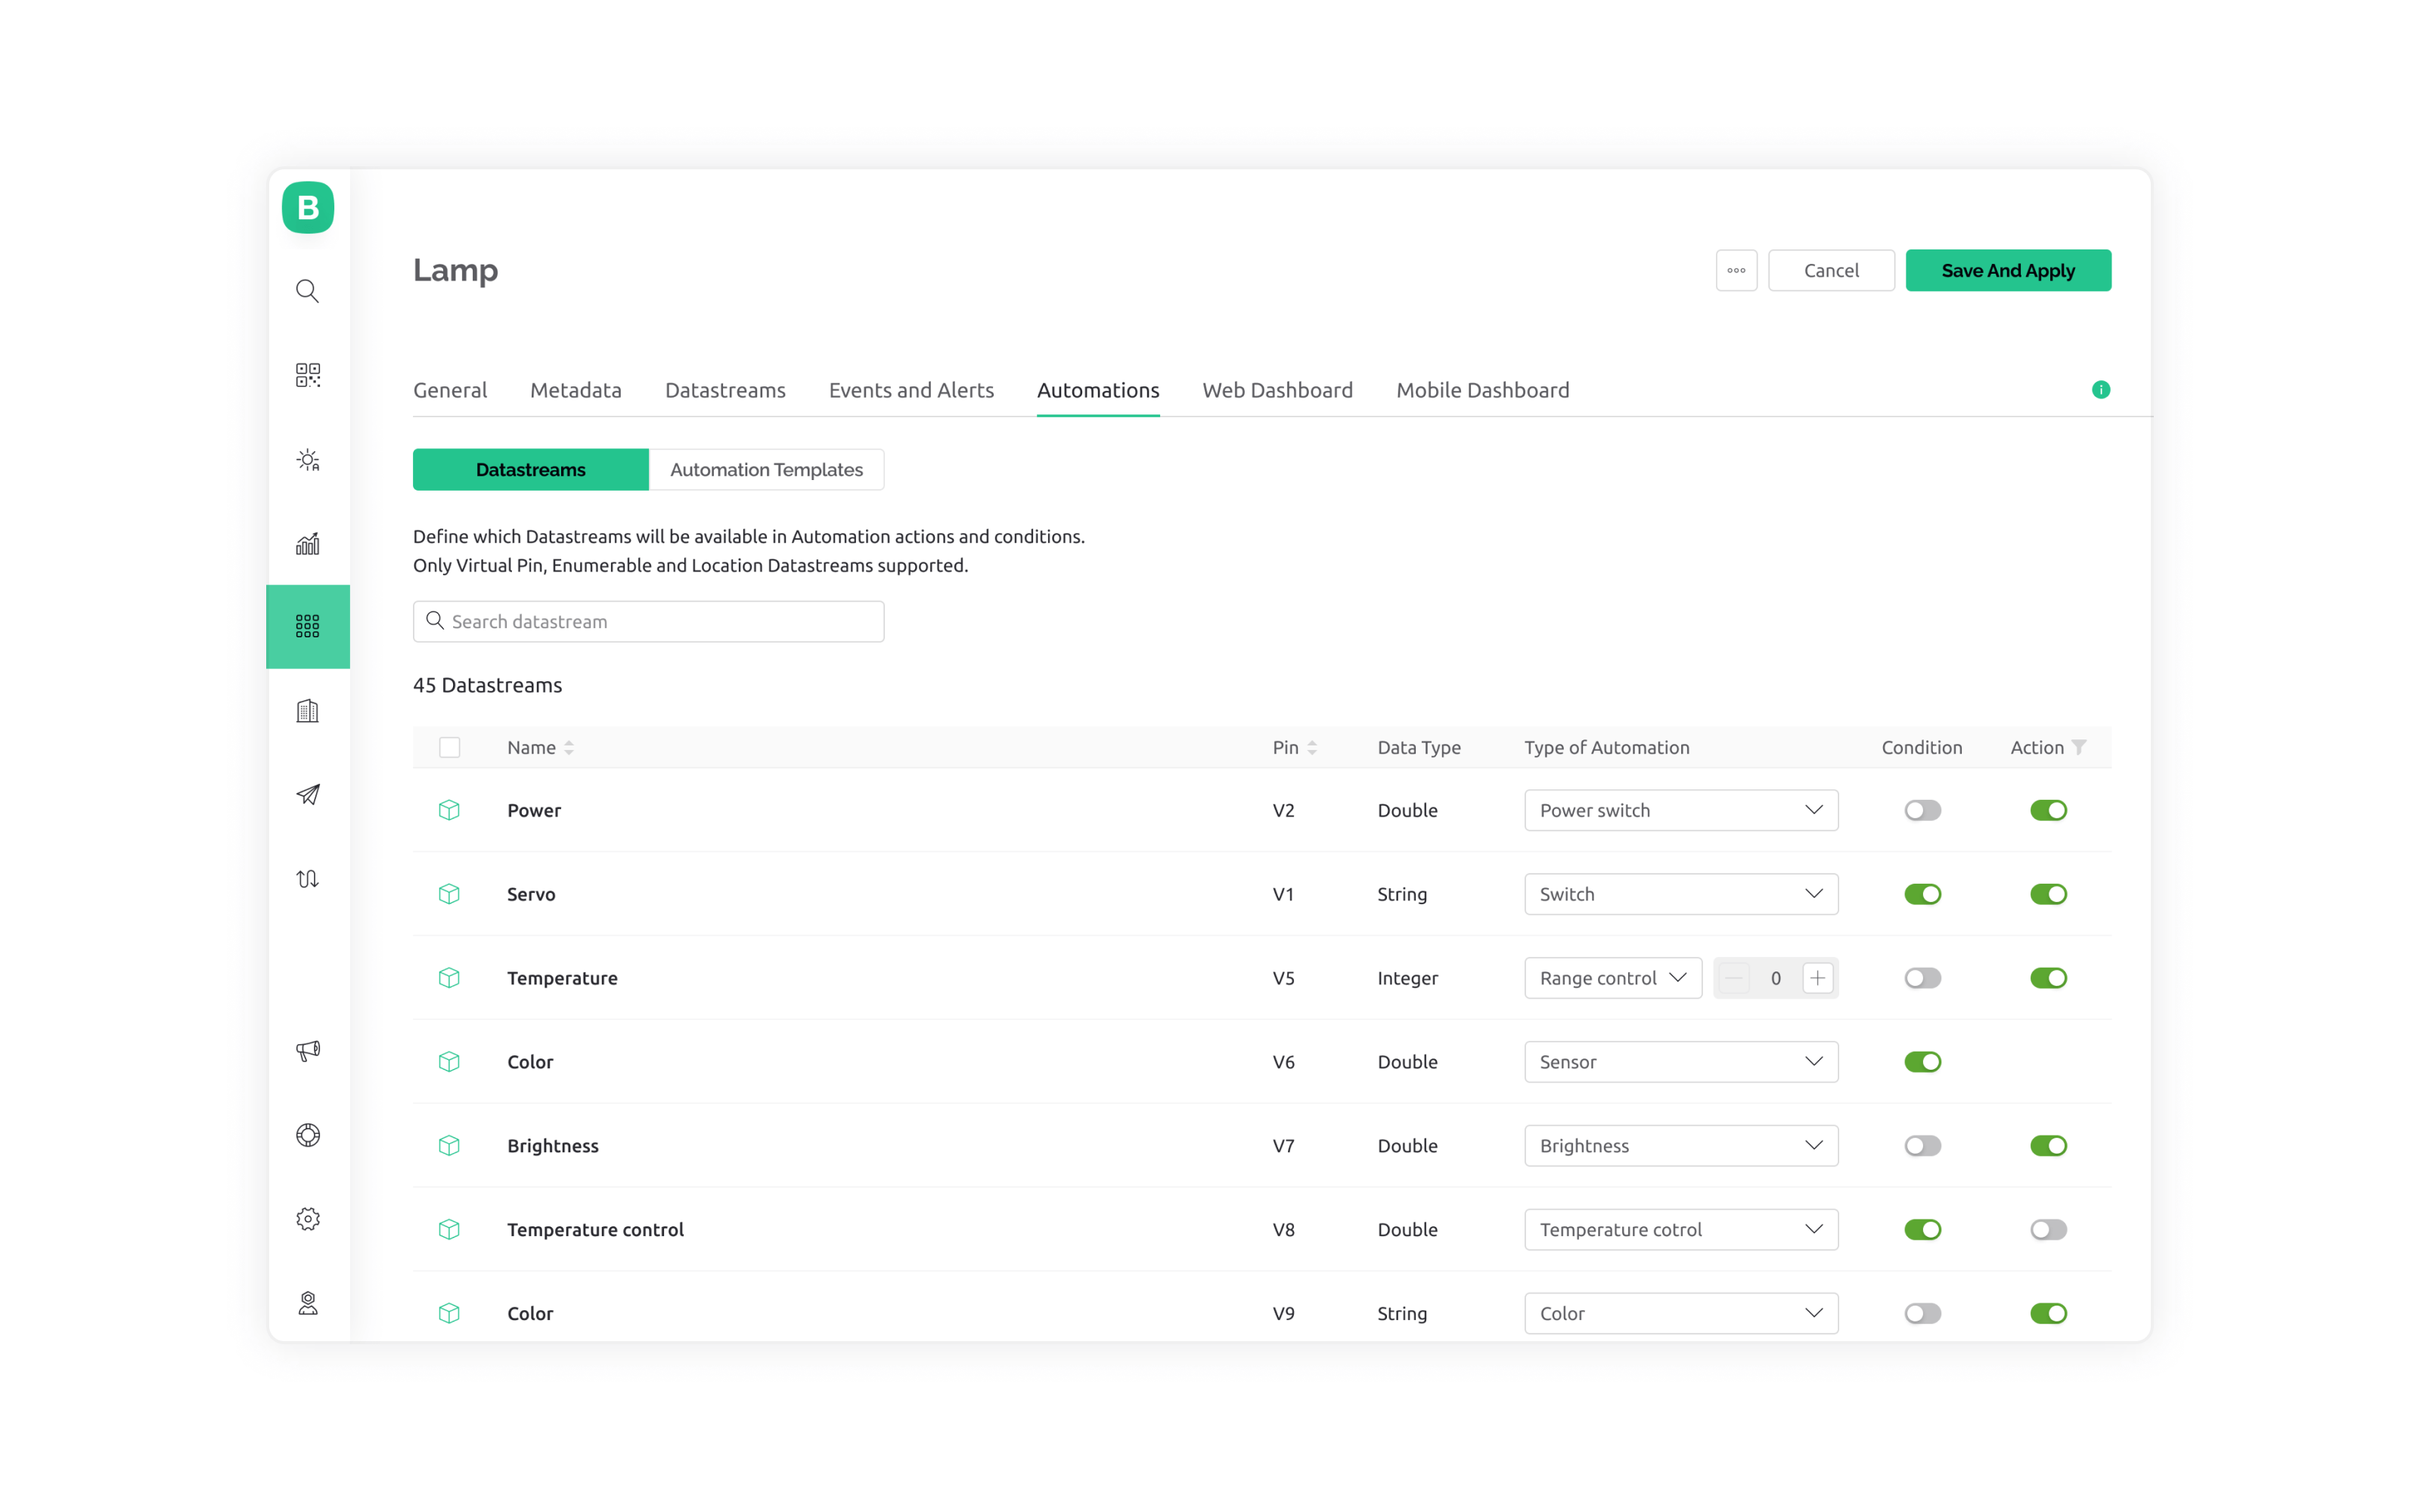 B
Lamp
Cancel
Save And Apply
General Metadata Datastreams Events and Alerts Automations Web Dashboard Mobile Dashboard
Datastreams Automation Templates
Define which Datastreams will be available in Automation actions and conditions.
Only Virtual Pin, Enumerable and Location Datastreams supported.
Search datastream
45 Datastreams
Name Pin Data Type Type of Automation Condition Action
Power V2 Double Power switch
Servo V1 String Switch
Temperature V5 Integer Range control 0
Color V6 Double Sensor
Brightness V7 Double Brightness
Temperature control V8 Double Temperature cotrol
Color V9 String Color